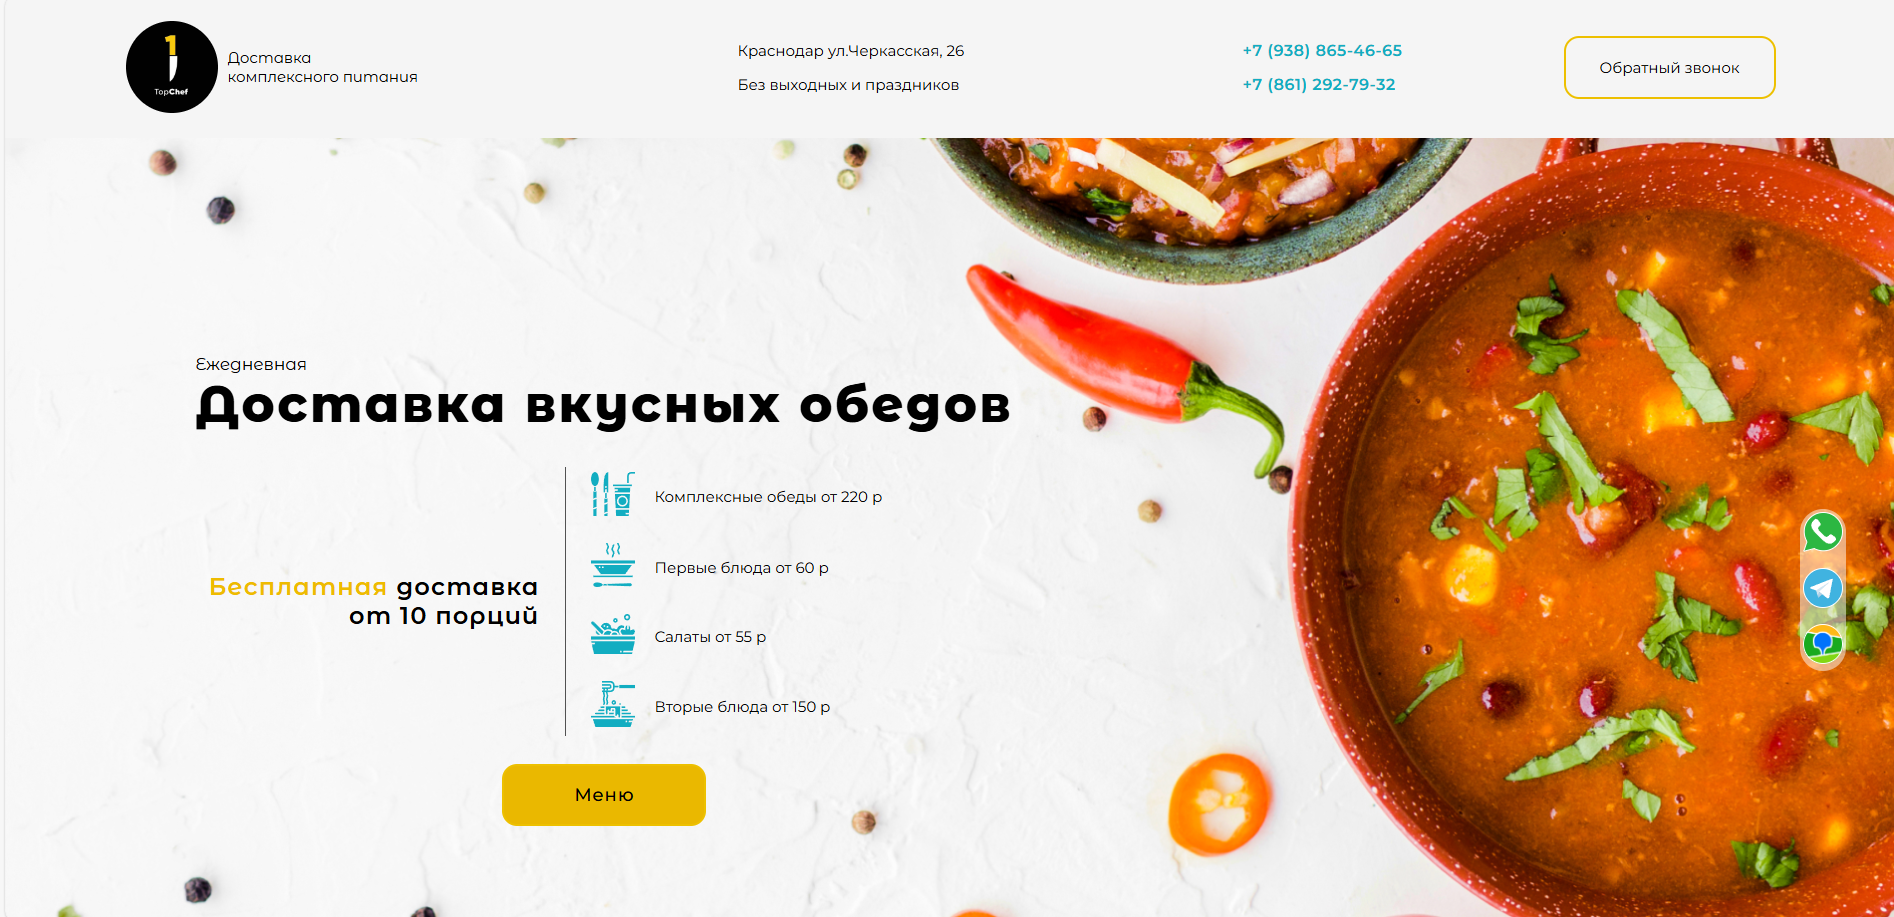 1
TopChef
Доставка
комплексного питания
Краснодар ул.Черкасская, 26
Без выходных и праздников
+7 (938) 865-46-65
+7 (861) 292-79-32
Обратный звонок
Ежедневная
Доставка вкусных обедов
Бесплатная доставка
от 10 порций
Комплексные обеды от 220 р
Первые блюда от 60 р
Салаты от 55 р
Вторые блюда от 150 р
Меню